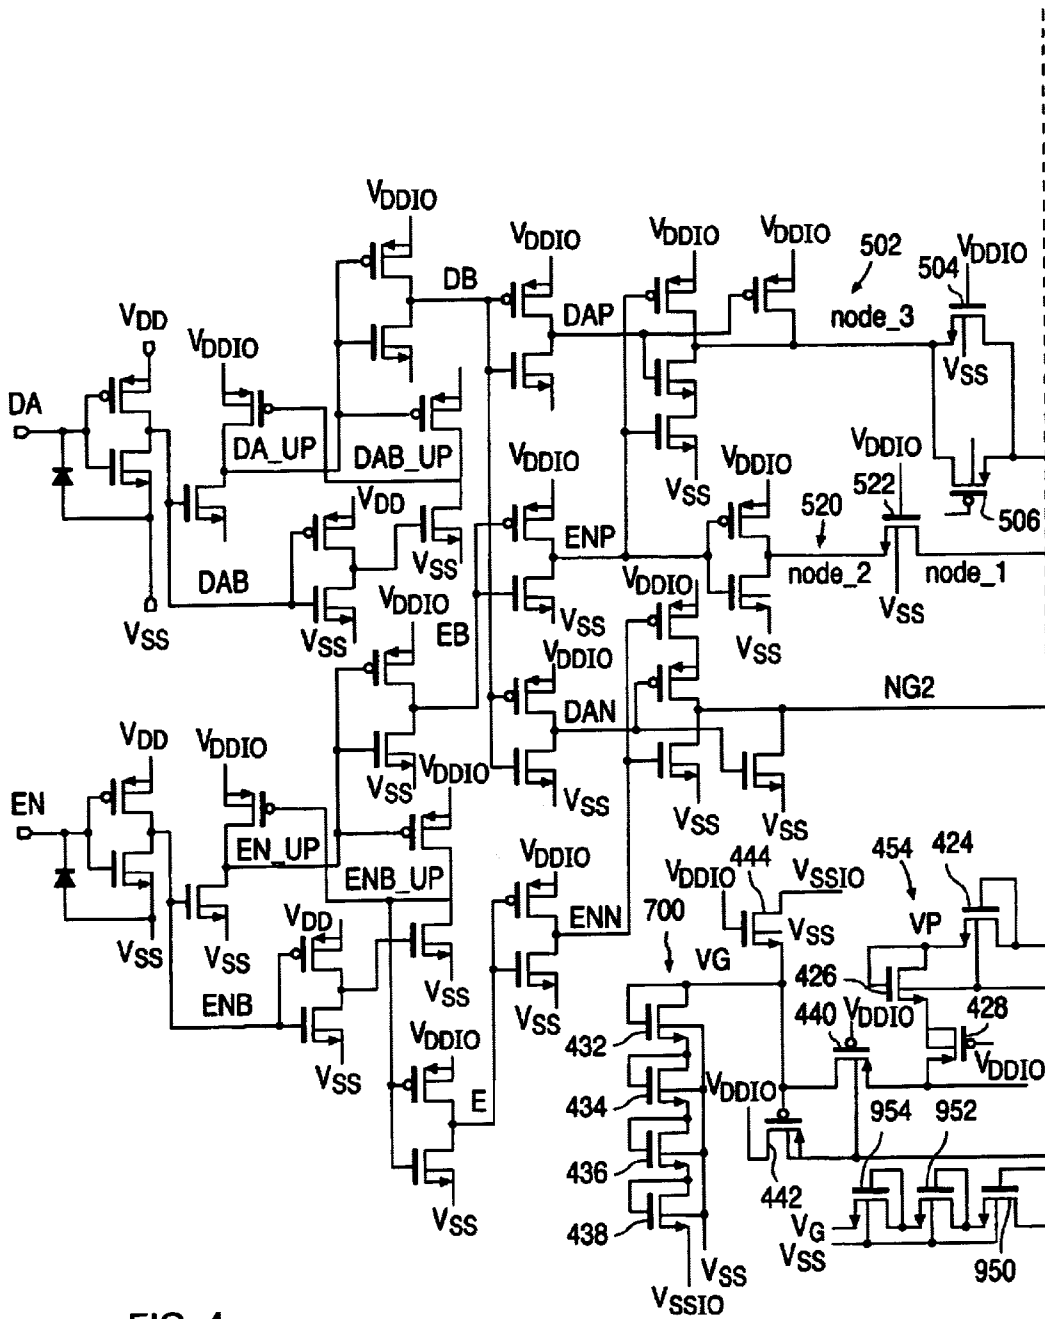 VDDIO
VDDIO
VDDIO
VDDIO
502
504
VDDIO
DB
DAP
node_3
VDD
VDDIO
VSS
DA
DA_UP
DAB_UP
VDDIO
VDDIO
VDDIO
VDD
VSS
522
520
506
DAB
VSS
ENP
node_2
node_1
VSS
VSS
VDDIO
EB
VSS
VDDIO
VSS
VSS
VDDIO
NG2
DAN
VDD
VDDIO
VSS
VDDIO
VSS
EN
VSS
VSS
EN_UP
ENB_UP
VDDIO
VDDIO
444
VSSIO
454
424
VDD
ENN
700
VSS
VP
VSS
VSS
VG
426
ENB
VSS
VSS
440
VDDIO
428
VSS
VDDIO
432
VDDIO
E
434
VDDIO
954
952
436
442
VSS
438
VG
VSS
950
VSS
VSSIO